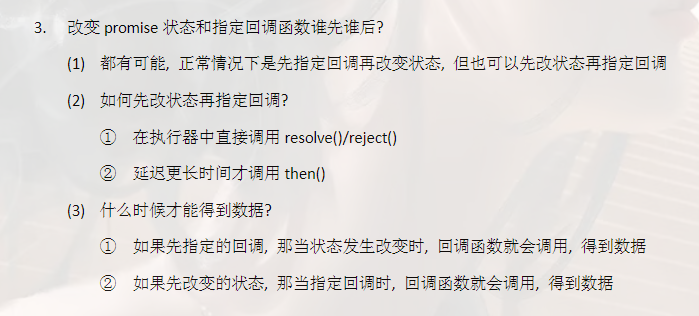 3. 改变 promise 状态和指定回调函数谁先谁后?
(1) 都有可能, 正常情况下是先指定回调再改变状态, 但也可以先改状态再指定回调
(2) 如何先改状态再指定回调?
① 在执行器中直接调用 resolve()/reject()
② 延迟更长时间才调用 then()
(3) 什么时候才能得到数据?
① 如果先指定的回调, 那当状态发生改变时, 回调函数就会调用, 得到数据
② 如果先改变的状态, 那当指定回调时, 回调函数就会调用, 得到数据